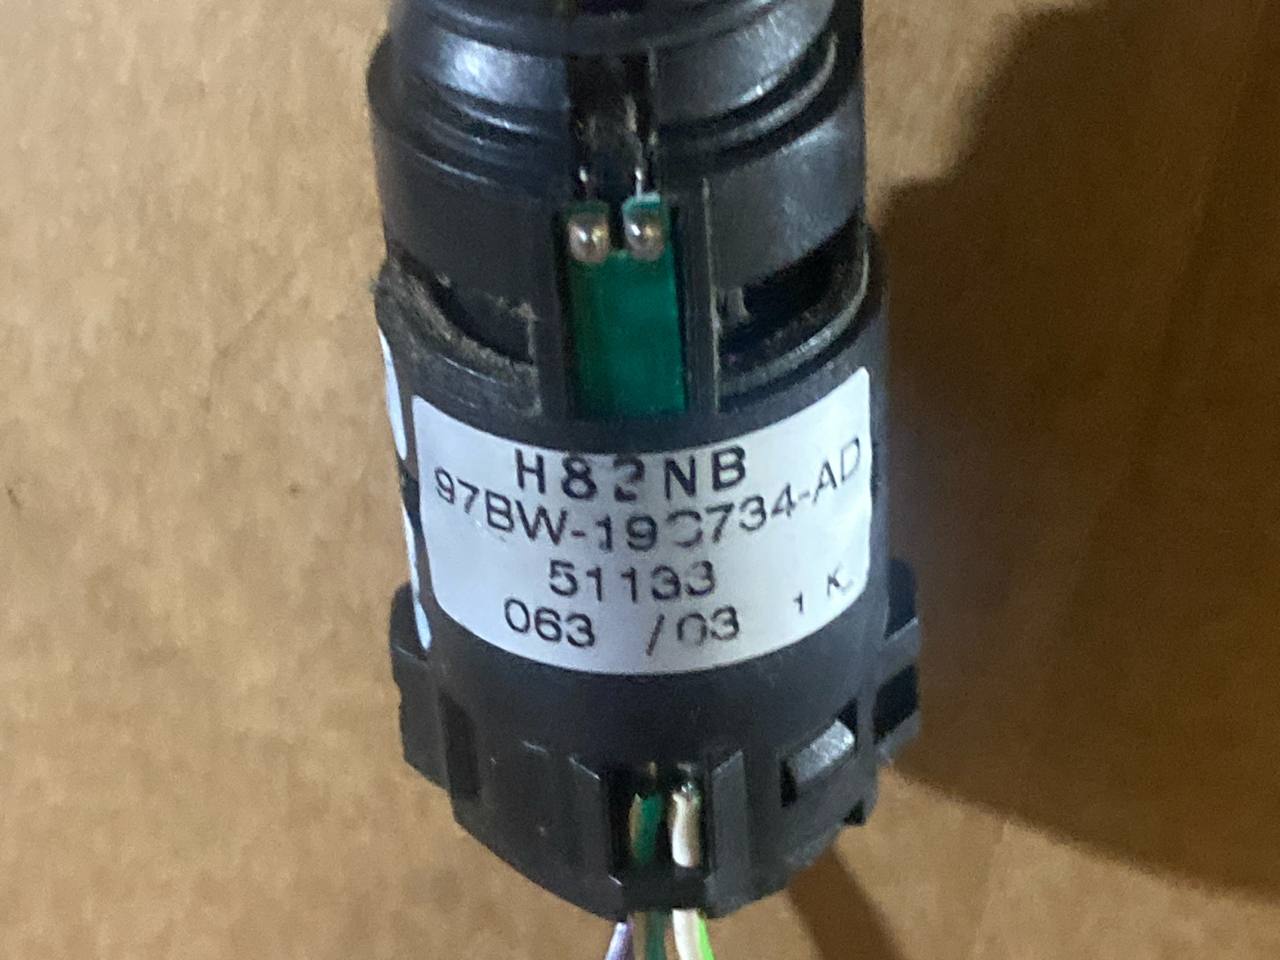 H82NB
97BW-19C734-AD
51133
063 /03 1 K